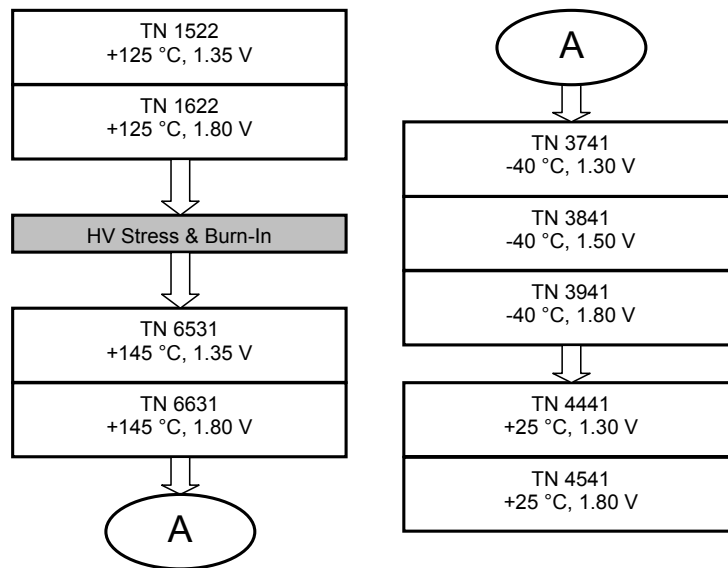 TN 1522
+125 °C, 1.35 V
TN 1622
+125 °C, 1.80 V
HV Stress & Burn-In
TN 6531
+145 °C, 1.35 V
TN 6631
+145 °C, 1.80 V
A
A
TN 3741
-40 °C, 1.30 V
TN 3841
-40 °C, 1.50 V
TN 3941
-40 °C, 1.80 V
TN 4441
+25 °C, 1.30 V
TN 4541
+25 °C, 1.80 V